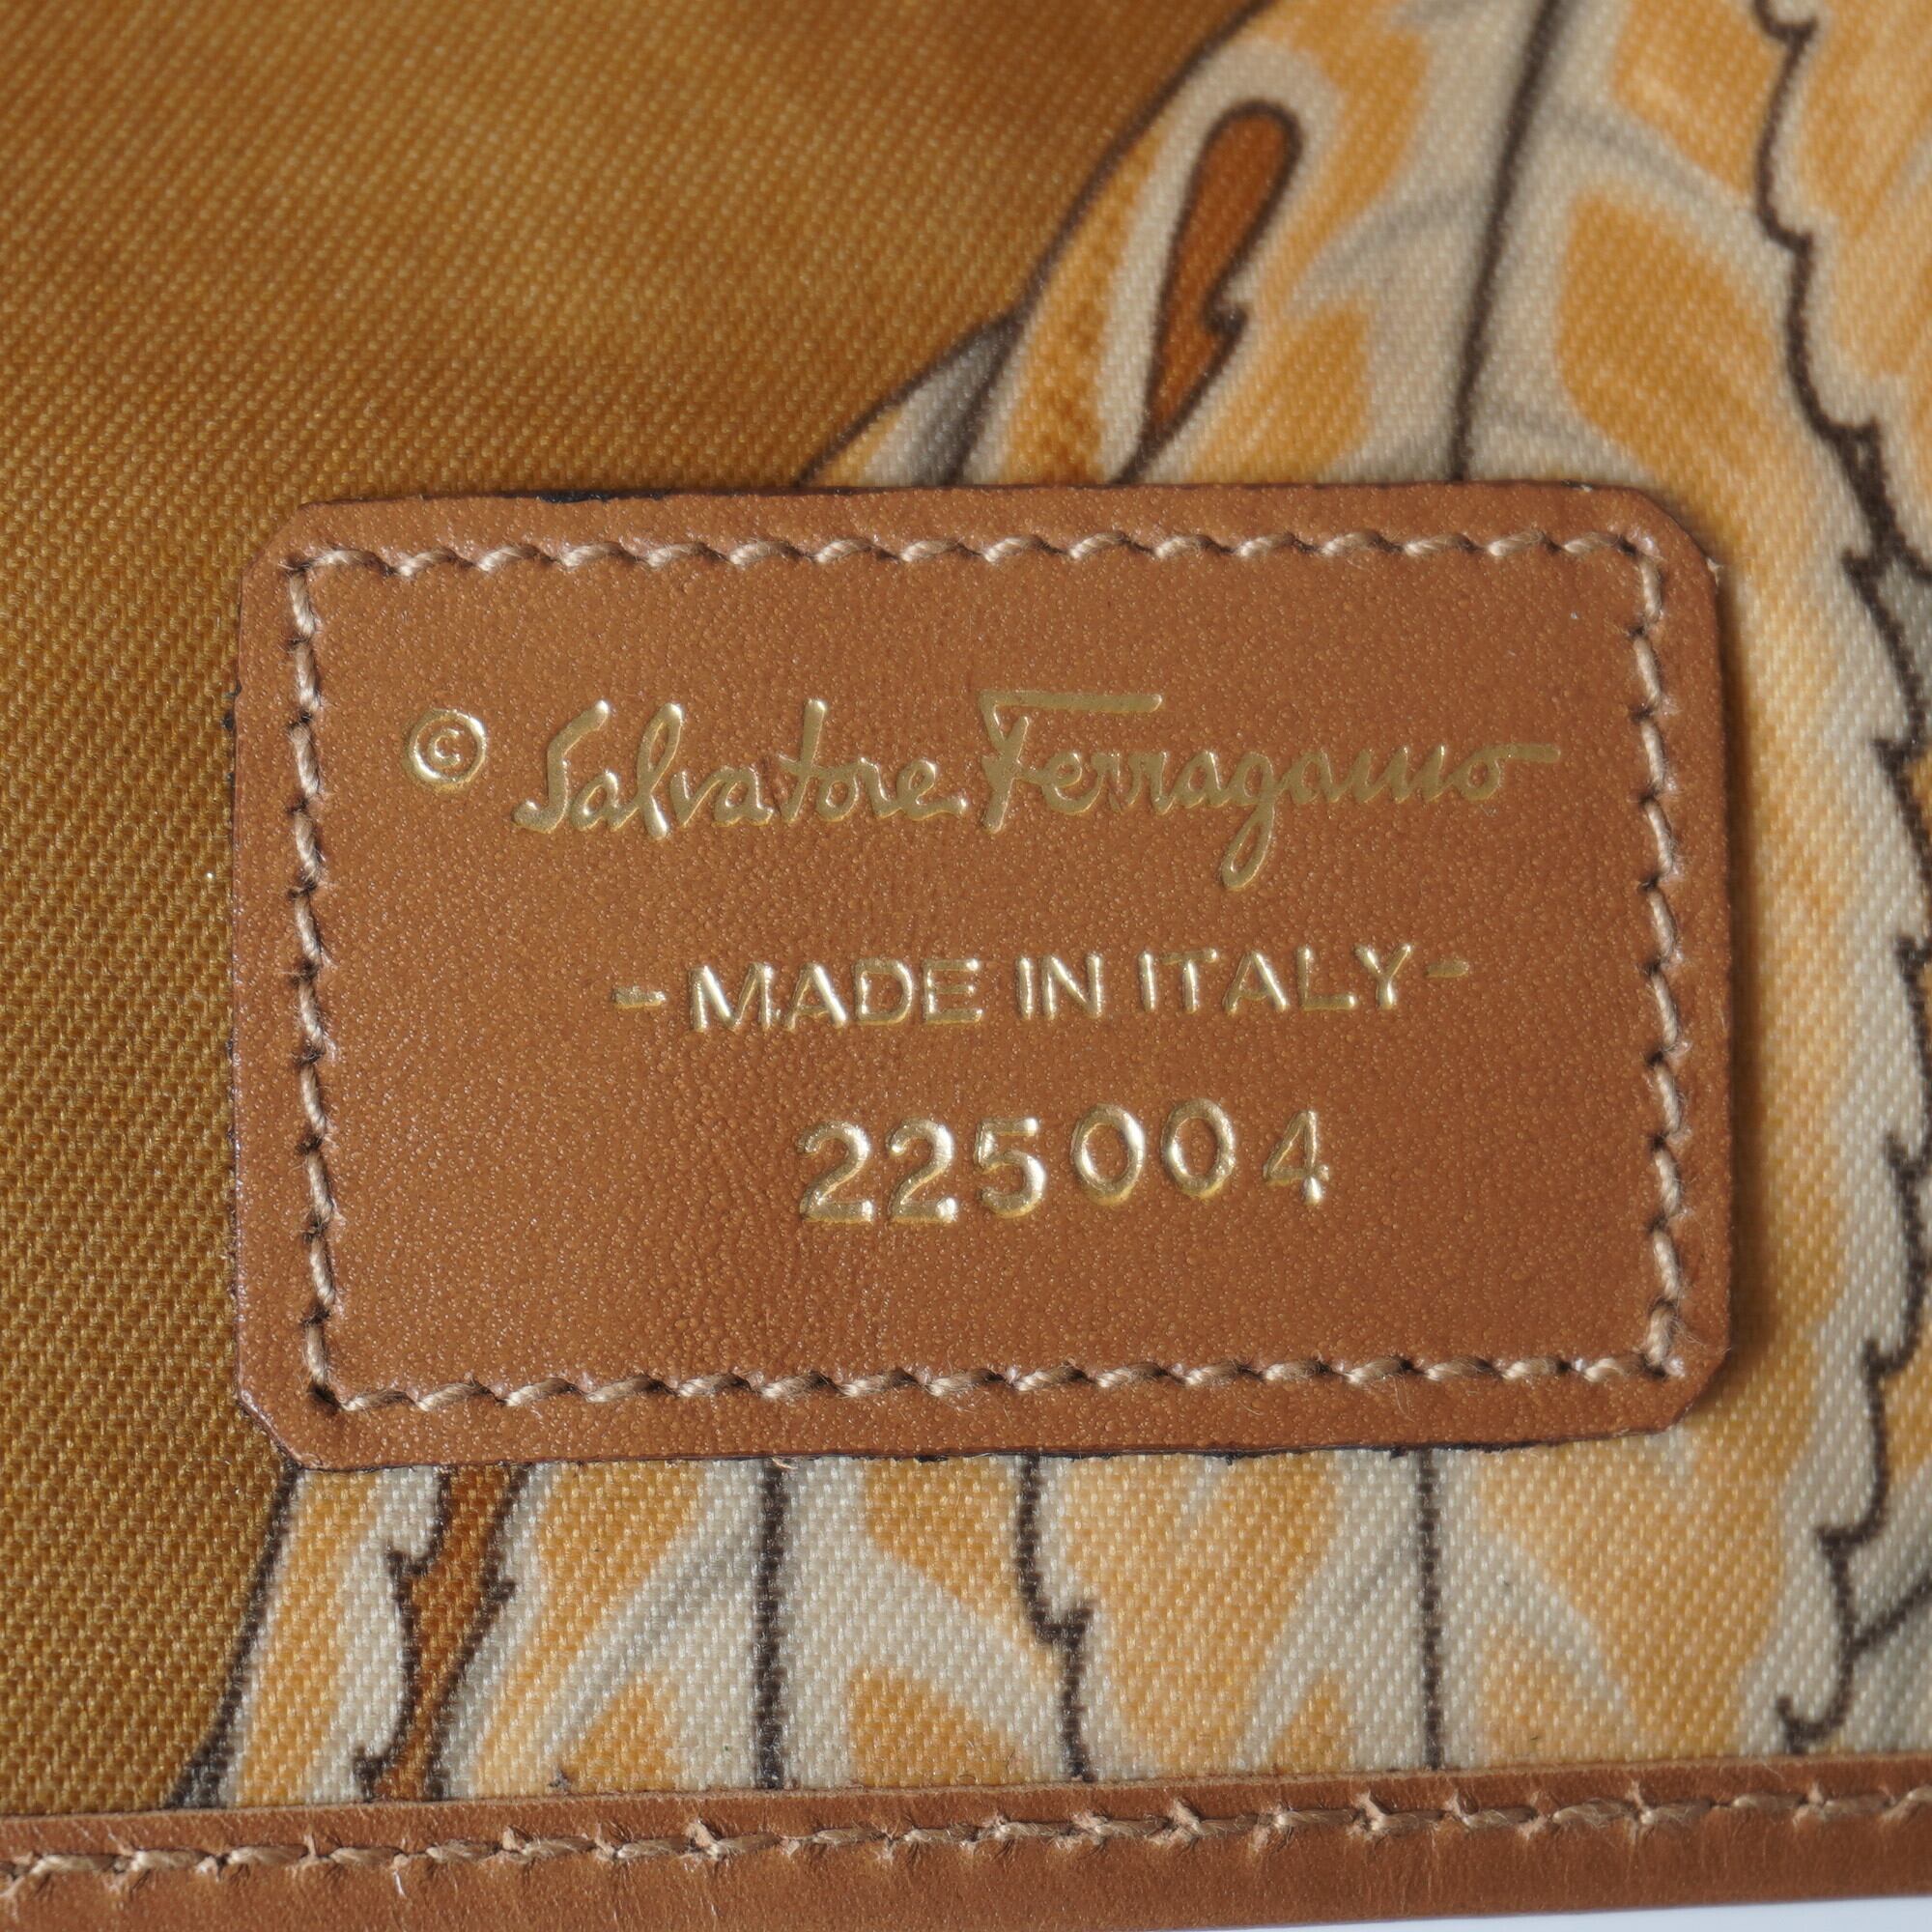 © Salvatore Ferragamo
- MADE IN ITALY -
225004